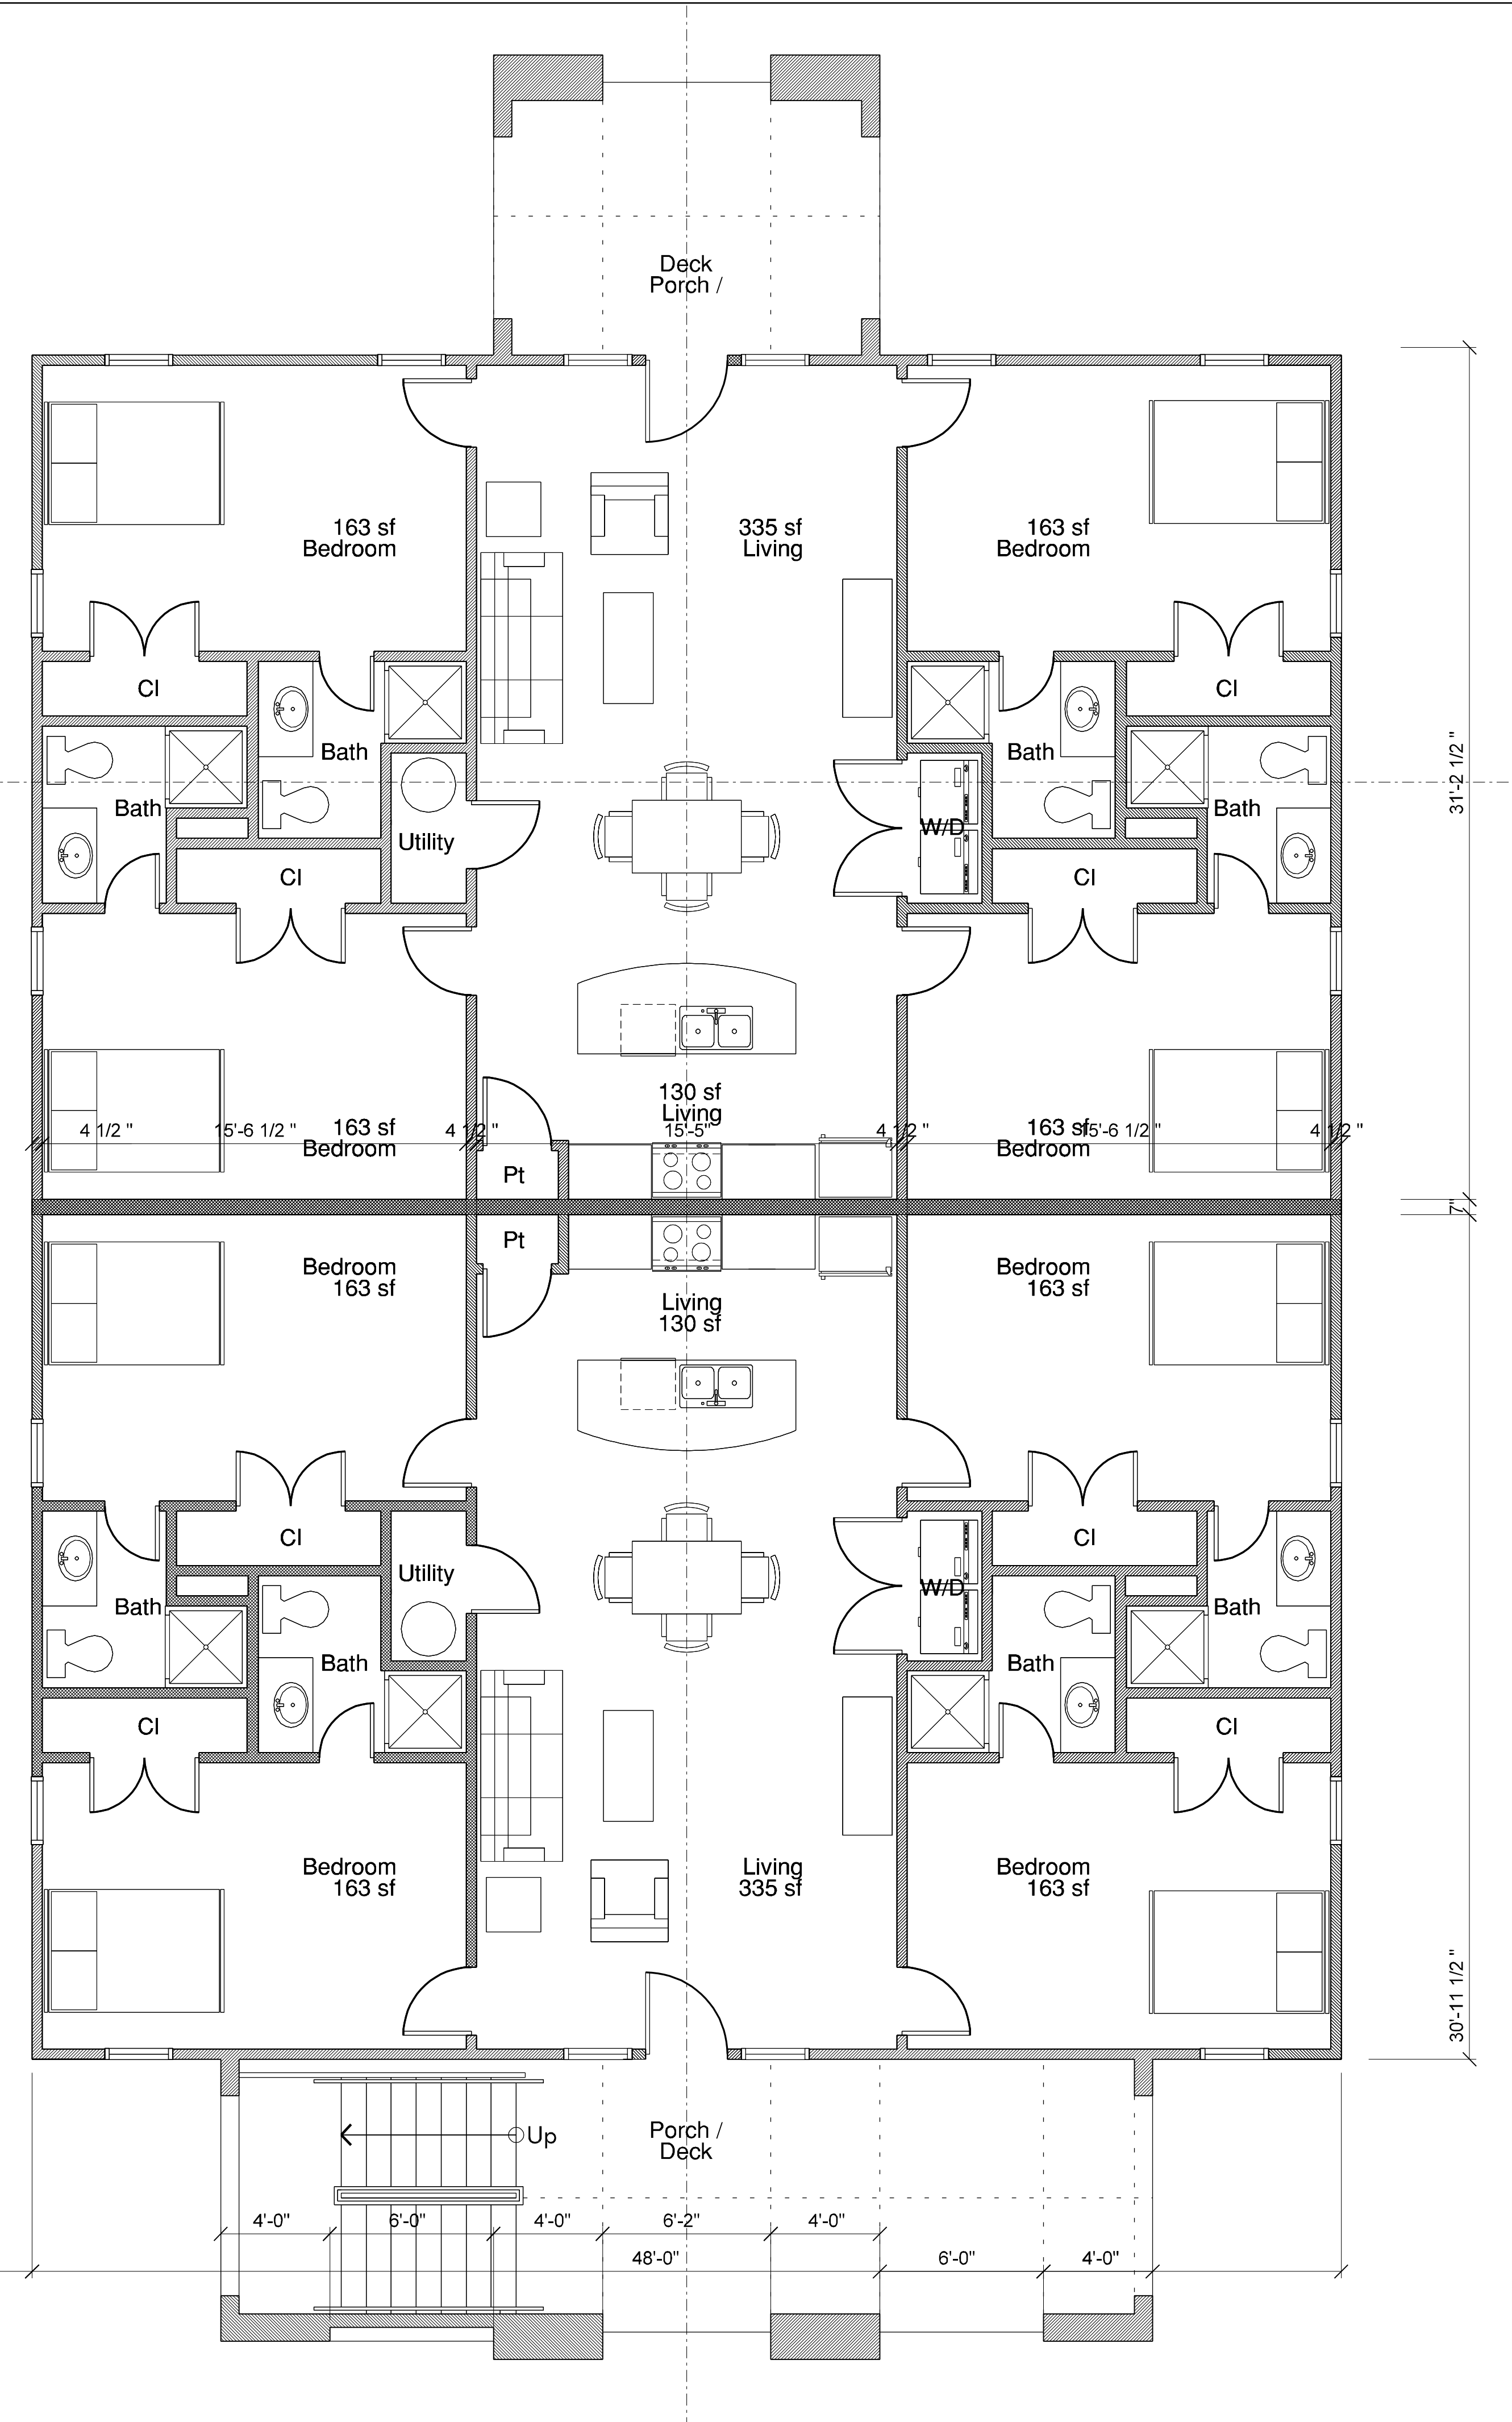 Deck
Porch /
163 sf
Bedroom
335 sf
Living
163 sf
Bedroom
Cl
Cl
Bath
Bath
31'-2 1/2 "
Bath
Bath
Utility
W/D
Cl
Cl
130 sf
Living
163 sf
Bedroom
163 sf
Bedroom
4 1/2 "
15'-6 1/2 "
4 1/2 "
15'-5"
4 1/2 "
15'-6 1/2 "
4 1/2 "
Pt
7"
Pt
Bedroom
163 sf
Bedroom
163 sf
Living
130 sf
Cl
Cl
Utility
W/D
Bath
Bath
Bath
Bath
Cl
Cl
Bedroom
163 sf
Living
335 sf
Bedroom
163 sf
30'-11 1/2 "
Up
Porch /
Deck
4'-0"
6'-0"
4'-0"
6'-2"
4'-0"
48'-0"
6'-0"
4'-0"